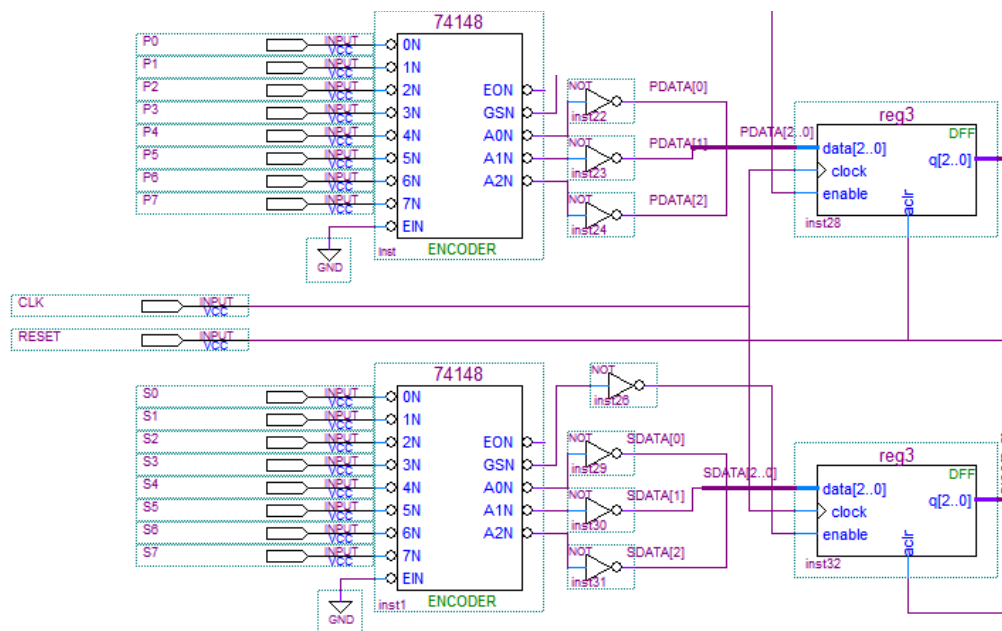 74148
P0 INPUT VCC 0N
P1 INPUT VCC 1N
P2 INPUT VCC 2N EON NOT PDATA[0]
P3 INPUT VCC 3N GSN inst22
P4 INPUT VCC 4N A0N NOT PDATA[1]
P5 INPUT VCC 5N A1N inst23
P6 INPUT VCC 6N A2N NOT PDATA[2]
P7 INPUT VCC 7N inst24
EIN
inst ENCODER
GND
reg3
DFF
PDATA[2..0] data[2..0] q[2..0]
clock
enable
aclr
inst28
CLK INPUT VCC
RESET INPUT VCC
74148
NOT
inst26
S0 INPUT VCC 0N
S1 INPUT VCC 1N
S2 INPUT VCC 2N EON NOT SDATA[0]
S3 INPUT VCC 3N GSN inst29
S4 INPUT VCC 4N A0N NOT SDATA[1]
S5 INPUT VCC 5N A1N inst30
S6 INPUT VCC 6N A2N NOT SDATA[2]
S7 INPUT VCC 7N inst31
EIN
inst1 ENCODER
GND
reg3
DFF
SDATA[2..0] data[2..0] q[2..0]
clock
enable
aclr
inst32